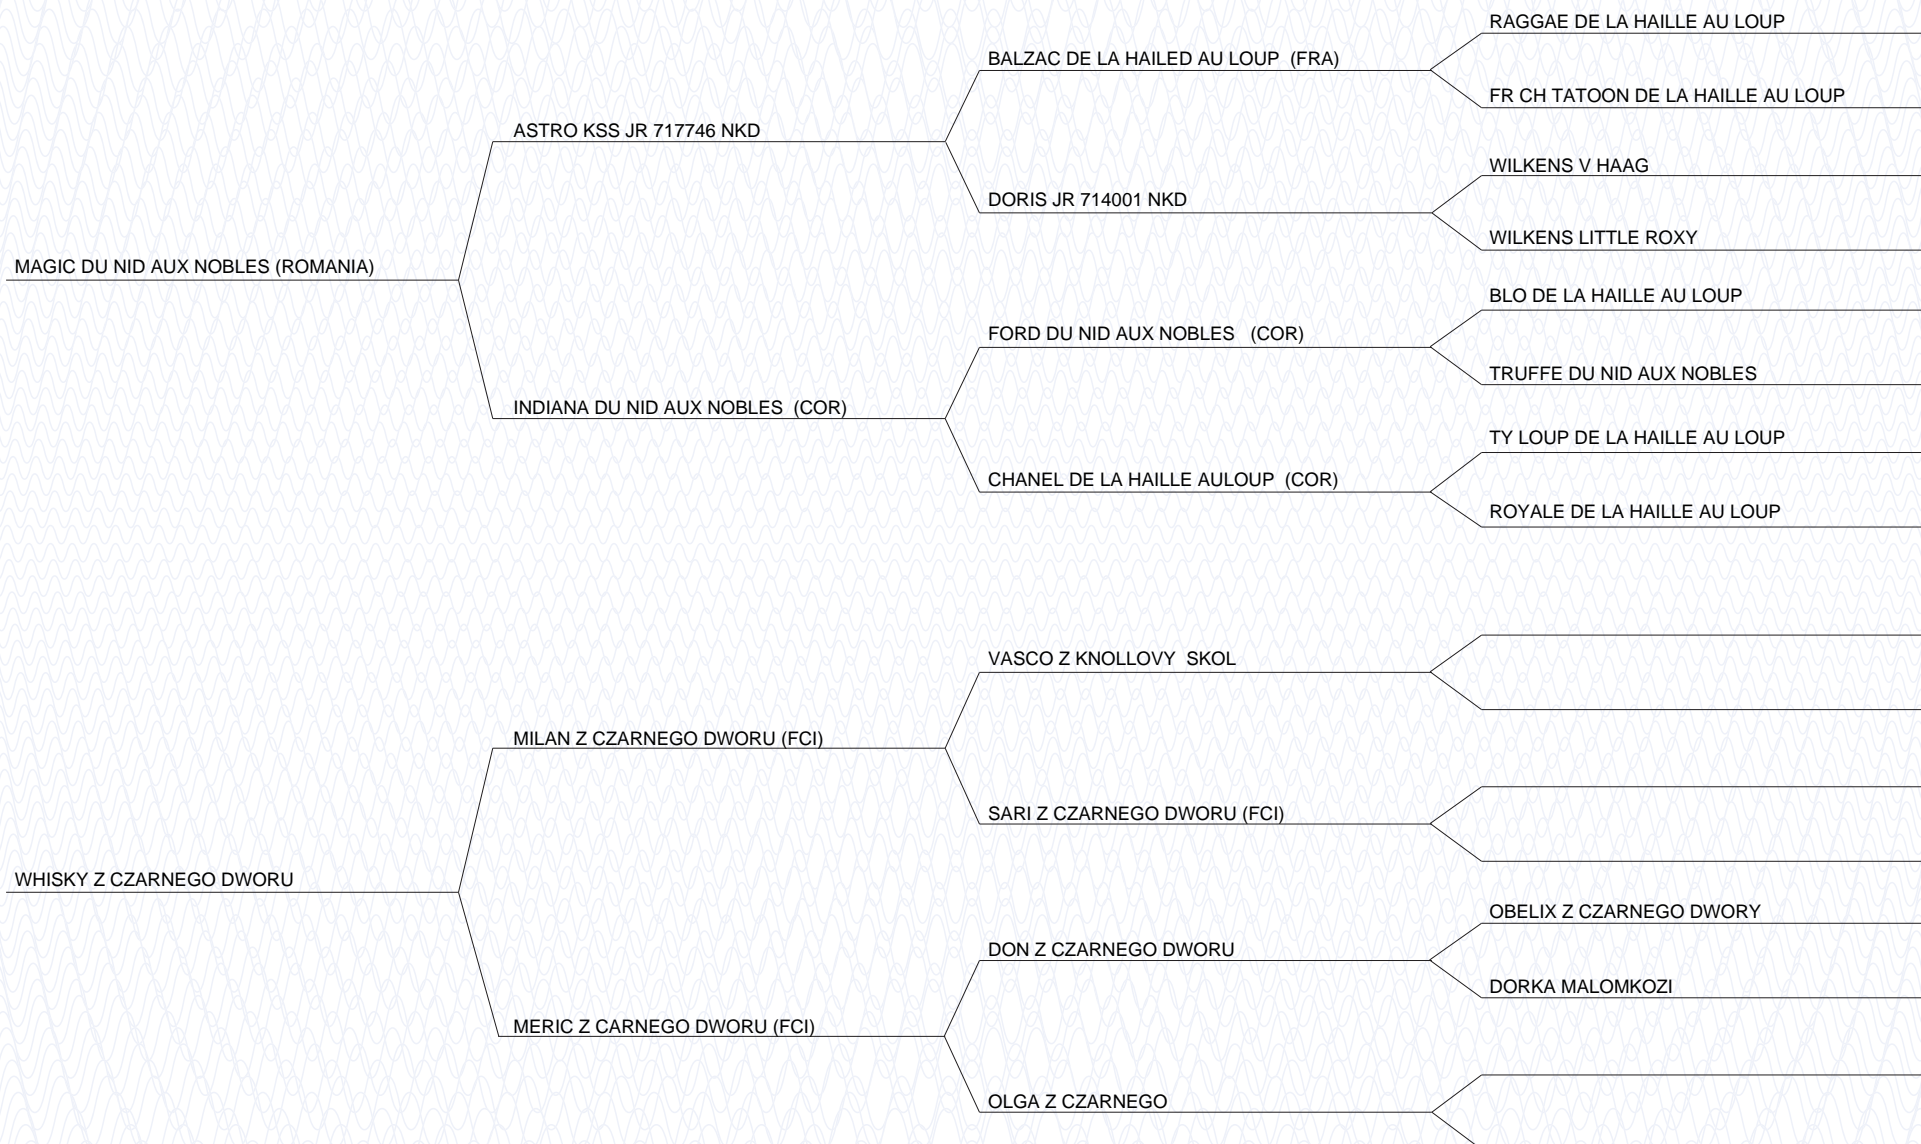 RAGGAE DE LA HAILLE AU LOUP
BALZAC DE LA HAILED AU LOUP (FRA)
FR CH TATOON DE LA HAILLE AU LOUP
ASTRO KSS JR 717746 NKD
WILKENS V HAAG
DORIS JR 714001 NKD
WILKENS LITTLE ROXY
MAGIC DU NID AUX NOBLES (ROMANIA)
BLO DE LA HAILLE AU LOUP
FORD DU NID AUX NOBLES (COR)
TRUFFE DU NID AUX NOBLES
INDIANA DU NID AUX NOBLES (COR)
TY LOUP DE LA HAILLE AU LOUP
CHANEL DE LA HAILLE AULOUP (COR)
ROYALE DE LA HAILLE AU LOUP
VASCO Z KNOLLOVY SKOL
MILAN Z CZARNEGO DWORU (FCI)
SARI Z CZARNEGO DWORU (FCI)
WHISKY Z CZARNEGO DWORU
OBELIX Z CZARNEGO DWORY
DON Z CZARNEGO DWORU
DORKA MALOMKOZI
MERIC Z CARNEGO DWORU (FCI)
OLGA Z CZARNEGO